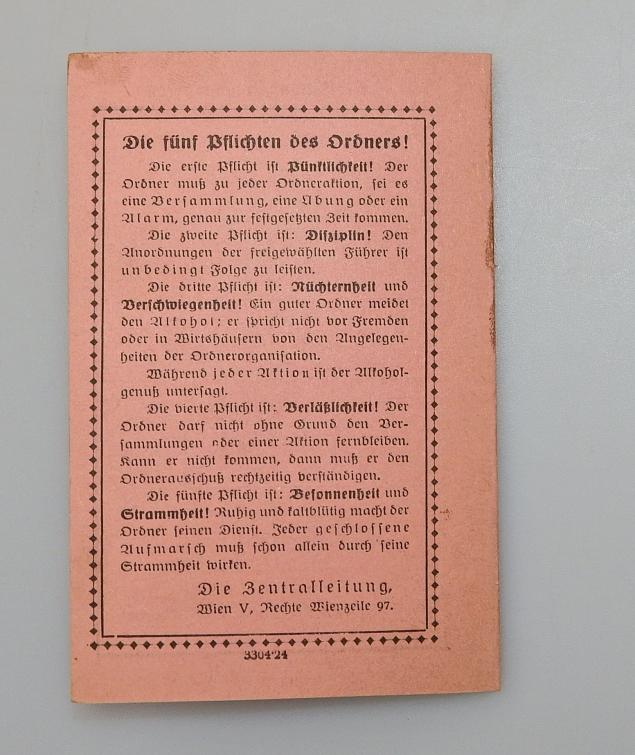 Die fünf Pflichten des Ordners!
Die erste Pflicht ist Pünktlichkeit! Der
Ordner muß zu jeder Ordneraktion, sei es
eine Versammlung, eine Übung oder ein
Alarm, genau zur festgesetzten Zeit kommen.
Die zweite Pflicht ist: Disziplin! Den
Anordnungen der freigewählten Führer ist
unbedingt Folge zu leisten.
Die dritte Pflicht ist: Nüchternheit und
Verschwiegenheit! Ein guter Ordner meidet
den Alkohol; er spricht nicht vor Fremden
oder in Wirtshäusern von den Angelegen-
heiten der Ordnerorganisation.
Während jeder Aktion ist der Alkohol-
genuß untersagt.
Die vierte Pflicht ist: Verläßlichkeit! Der
Ordner darf nicht ohne Grund den Ver-
sammlungen oder einer Aktion fernbleiben.
Kann er nicht kommen, dann muß er den
Ordnerausschuß rechtzeitig verständigen.
Die fünfte Pflicht ist: Besonnenheit und
Strammheit! Ruhig und kaltblütig macht der
Ordner seinen Dienst. Jeder geschlossene
Aufmarsch muß schon allein durch seine
Strammheit wirken.
Die Zentralleitung,
Wien V, Rechte Wienzeile 97.
3304·24